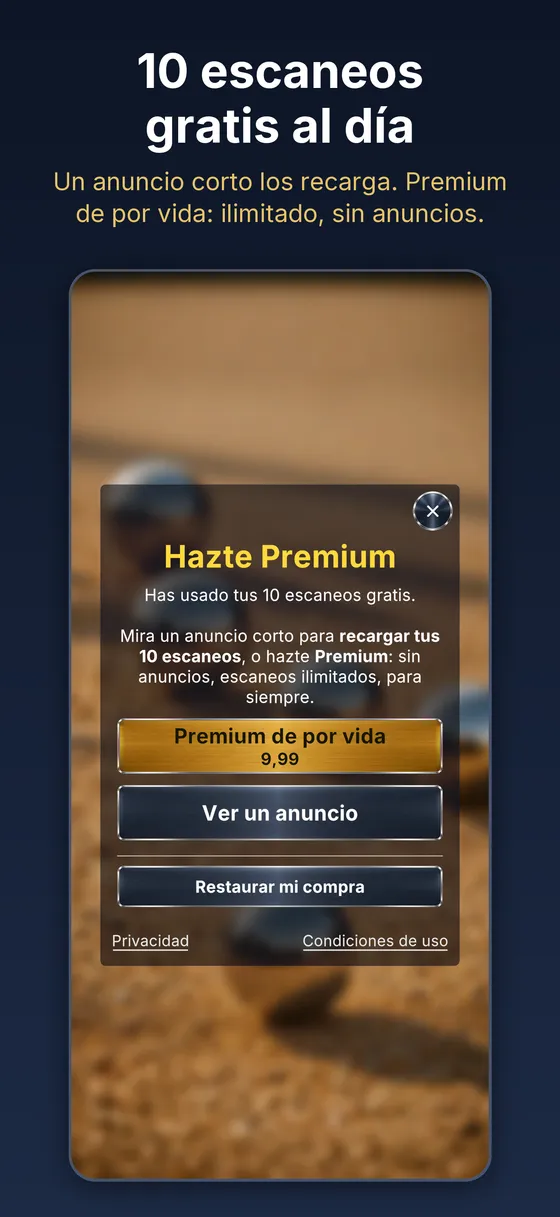 10 escaneos
gratis al día
Un anuncio corto los recarga. Premium
de por vida: ilimitado, sin anuncios.
Hazte Premium
Has usado tus 10 escaneos gratis.
Mira un anuncio corto para recargar tus
10 escaneos, o hazte Premium: sin
anuncios, escaneos ilimitados, para
siempre.
Premium de por vida
9,99
Ver un anuncio
Restaurar mi compra
Privacidad
Condiciones de uso